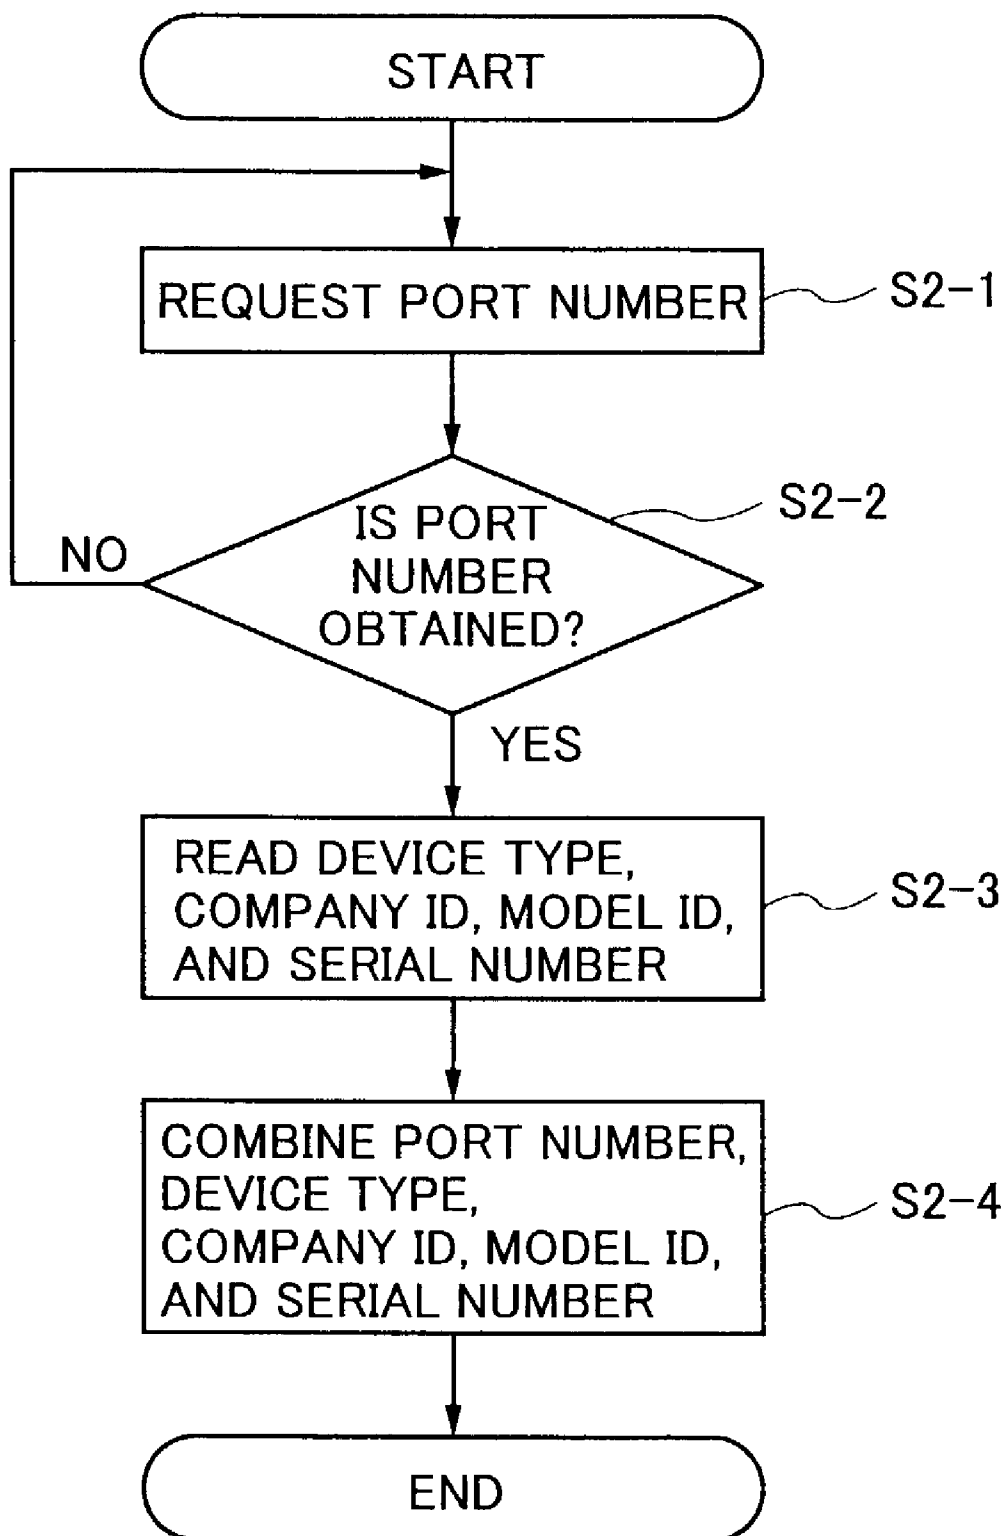 START
REQUEST PORT NUMBER
S2-1
IS PORT
NUMBER
OBTAINED?
S2-2
NO
YES
READ DEVICE TYPE,
COMPANY ID, MODEL ID,
AND SERIAL NUMBER
S2-3
COMBINE PORT NUMBER,
DEVICE TYPE,
COMPANY ID, MODEL ID,
AND SERIAL NUMBER
S2-4
END